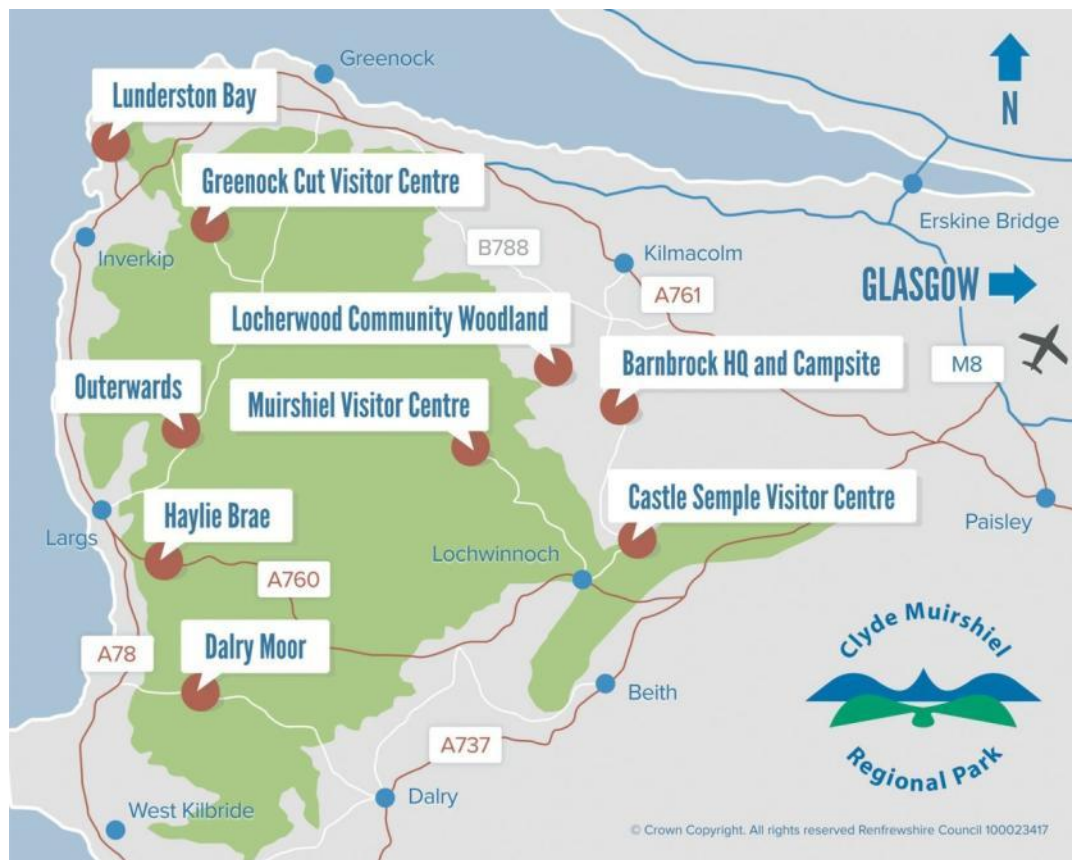 Greenock
Lunderston Bay
N
Greenock Cut Visitor Centre
Erskine Bridge
Inverkip
B788
Kilmacolm
GLASGOW
A761
Locherwood Community Woodland
Barnbrock HQ and Campsite
M8
Outerwards
Muirshiel Visitor Centre
Castle Semple Visitor Centre
Haylie Brae
Largs
Lochwinnoch
Paisley
A760
A78
Dalry Moor
Beith
Clyde Muirshiel
Regional Park
A737
Dalry
West Kilbride
© Crown Copyright. All rights reserved Renfrewshire Council 100023417